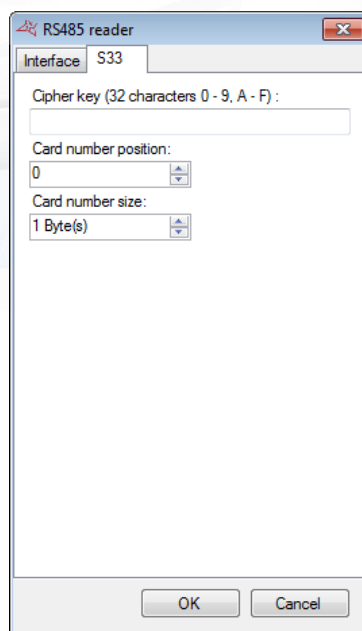 RS485 reader
Interface S33
Cipher key (32 characters 0 - 9, A - F) :
Card number position:
0
Card number size:
1 Byte(s)
OK Cancel